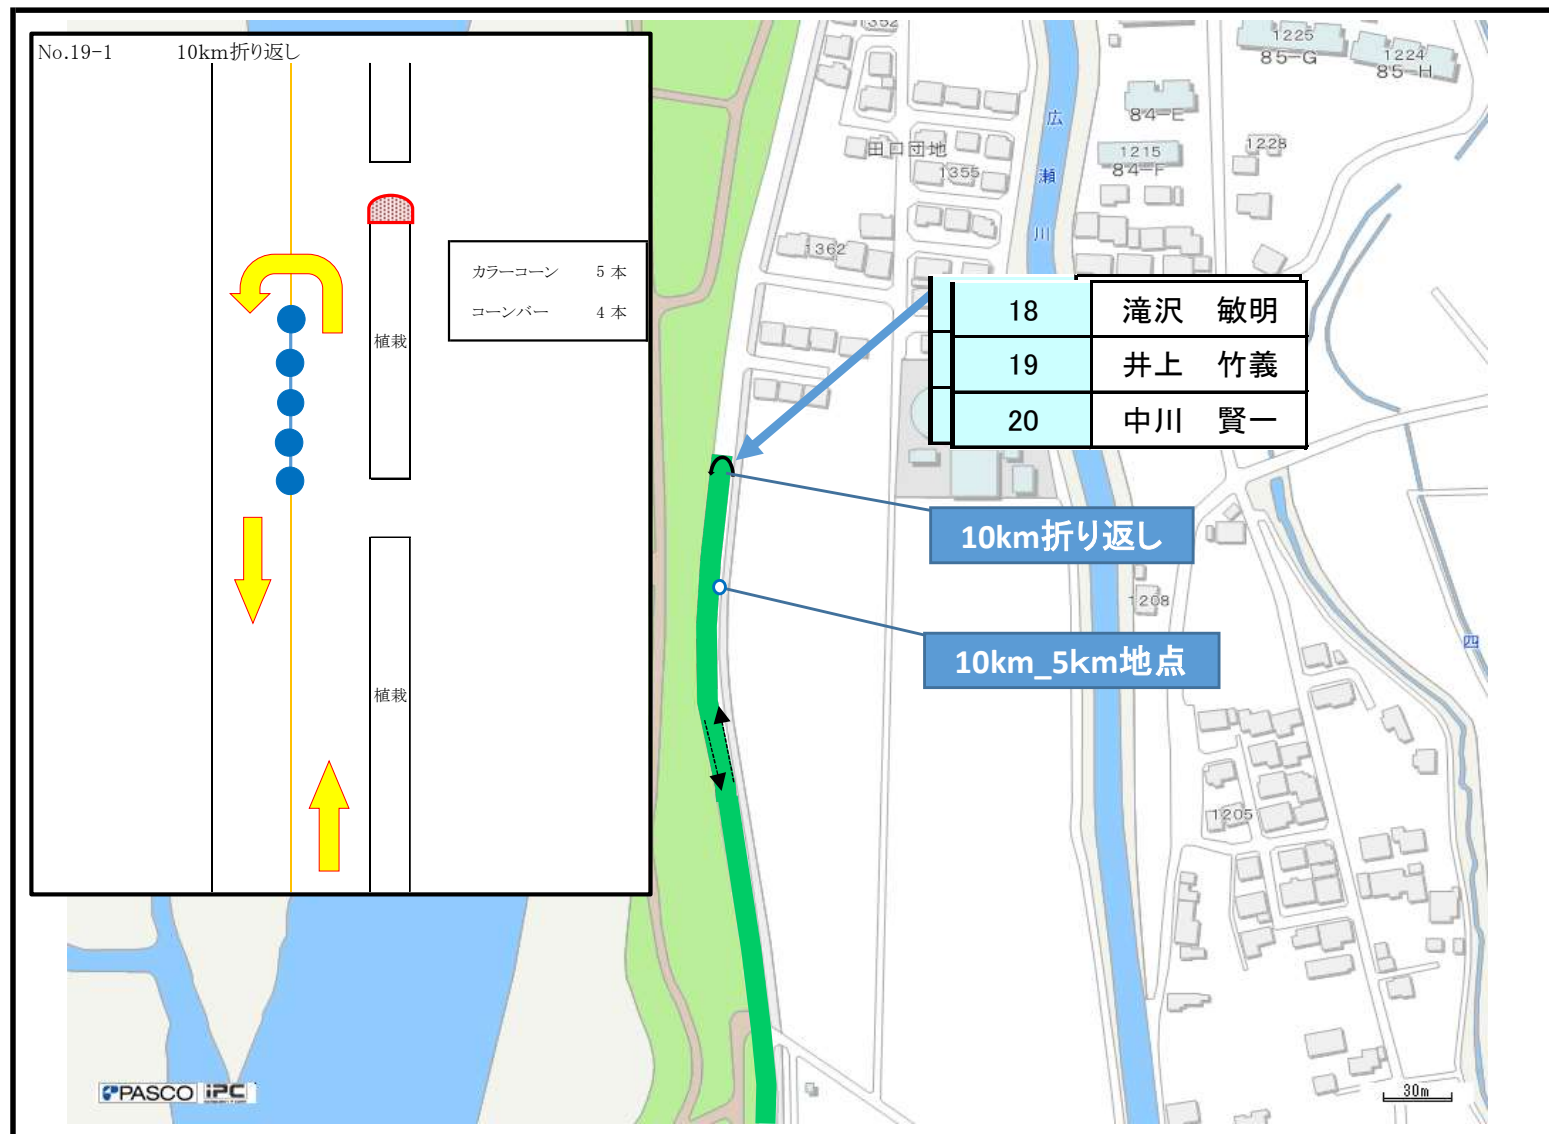 No.19-1 10km折り返し
カラーコーン 5 本
コーンバー 4 本
植栽
植栽
1352
1225
85-G
1224
85-H
84-E
広瀬川
田口団地
1355
1215
84-F
1228
1362
18 滝沢 敏明
19 井上 竹義
20 中川 賢一
10km折り返し
1208
10km_5km地点
四
1205
PASCO iPC
30m